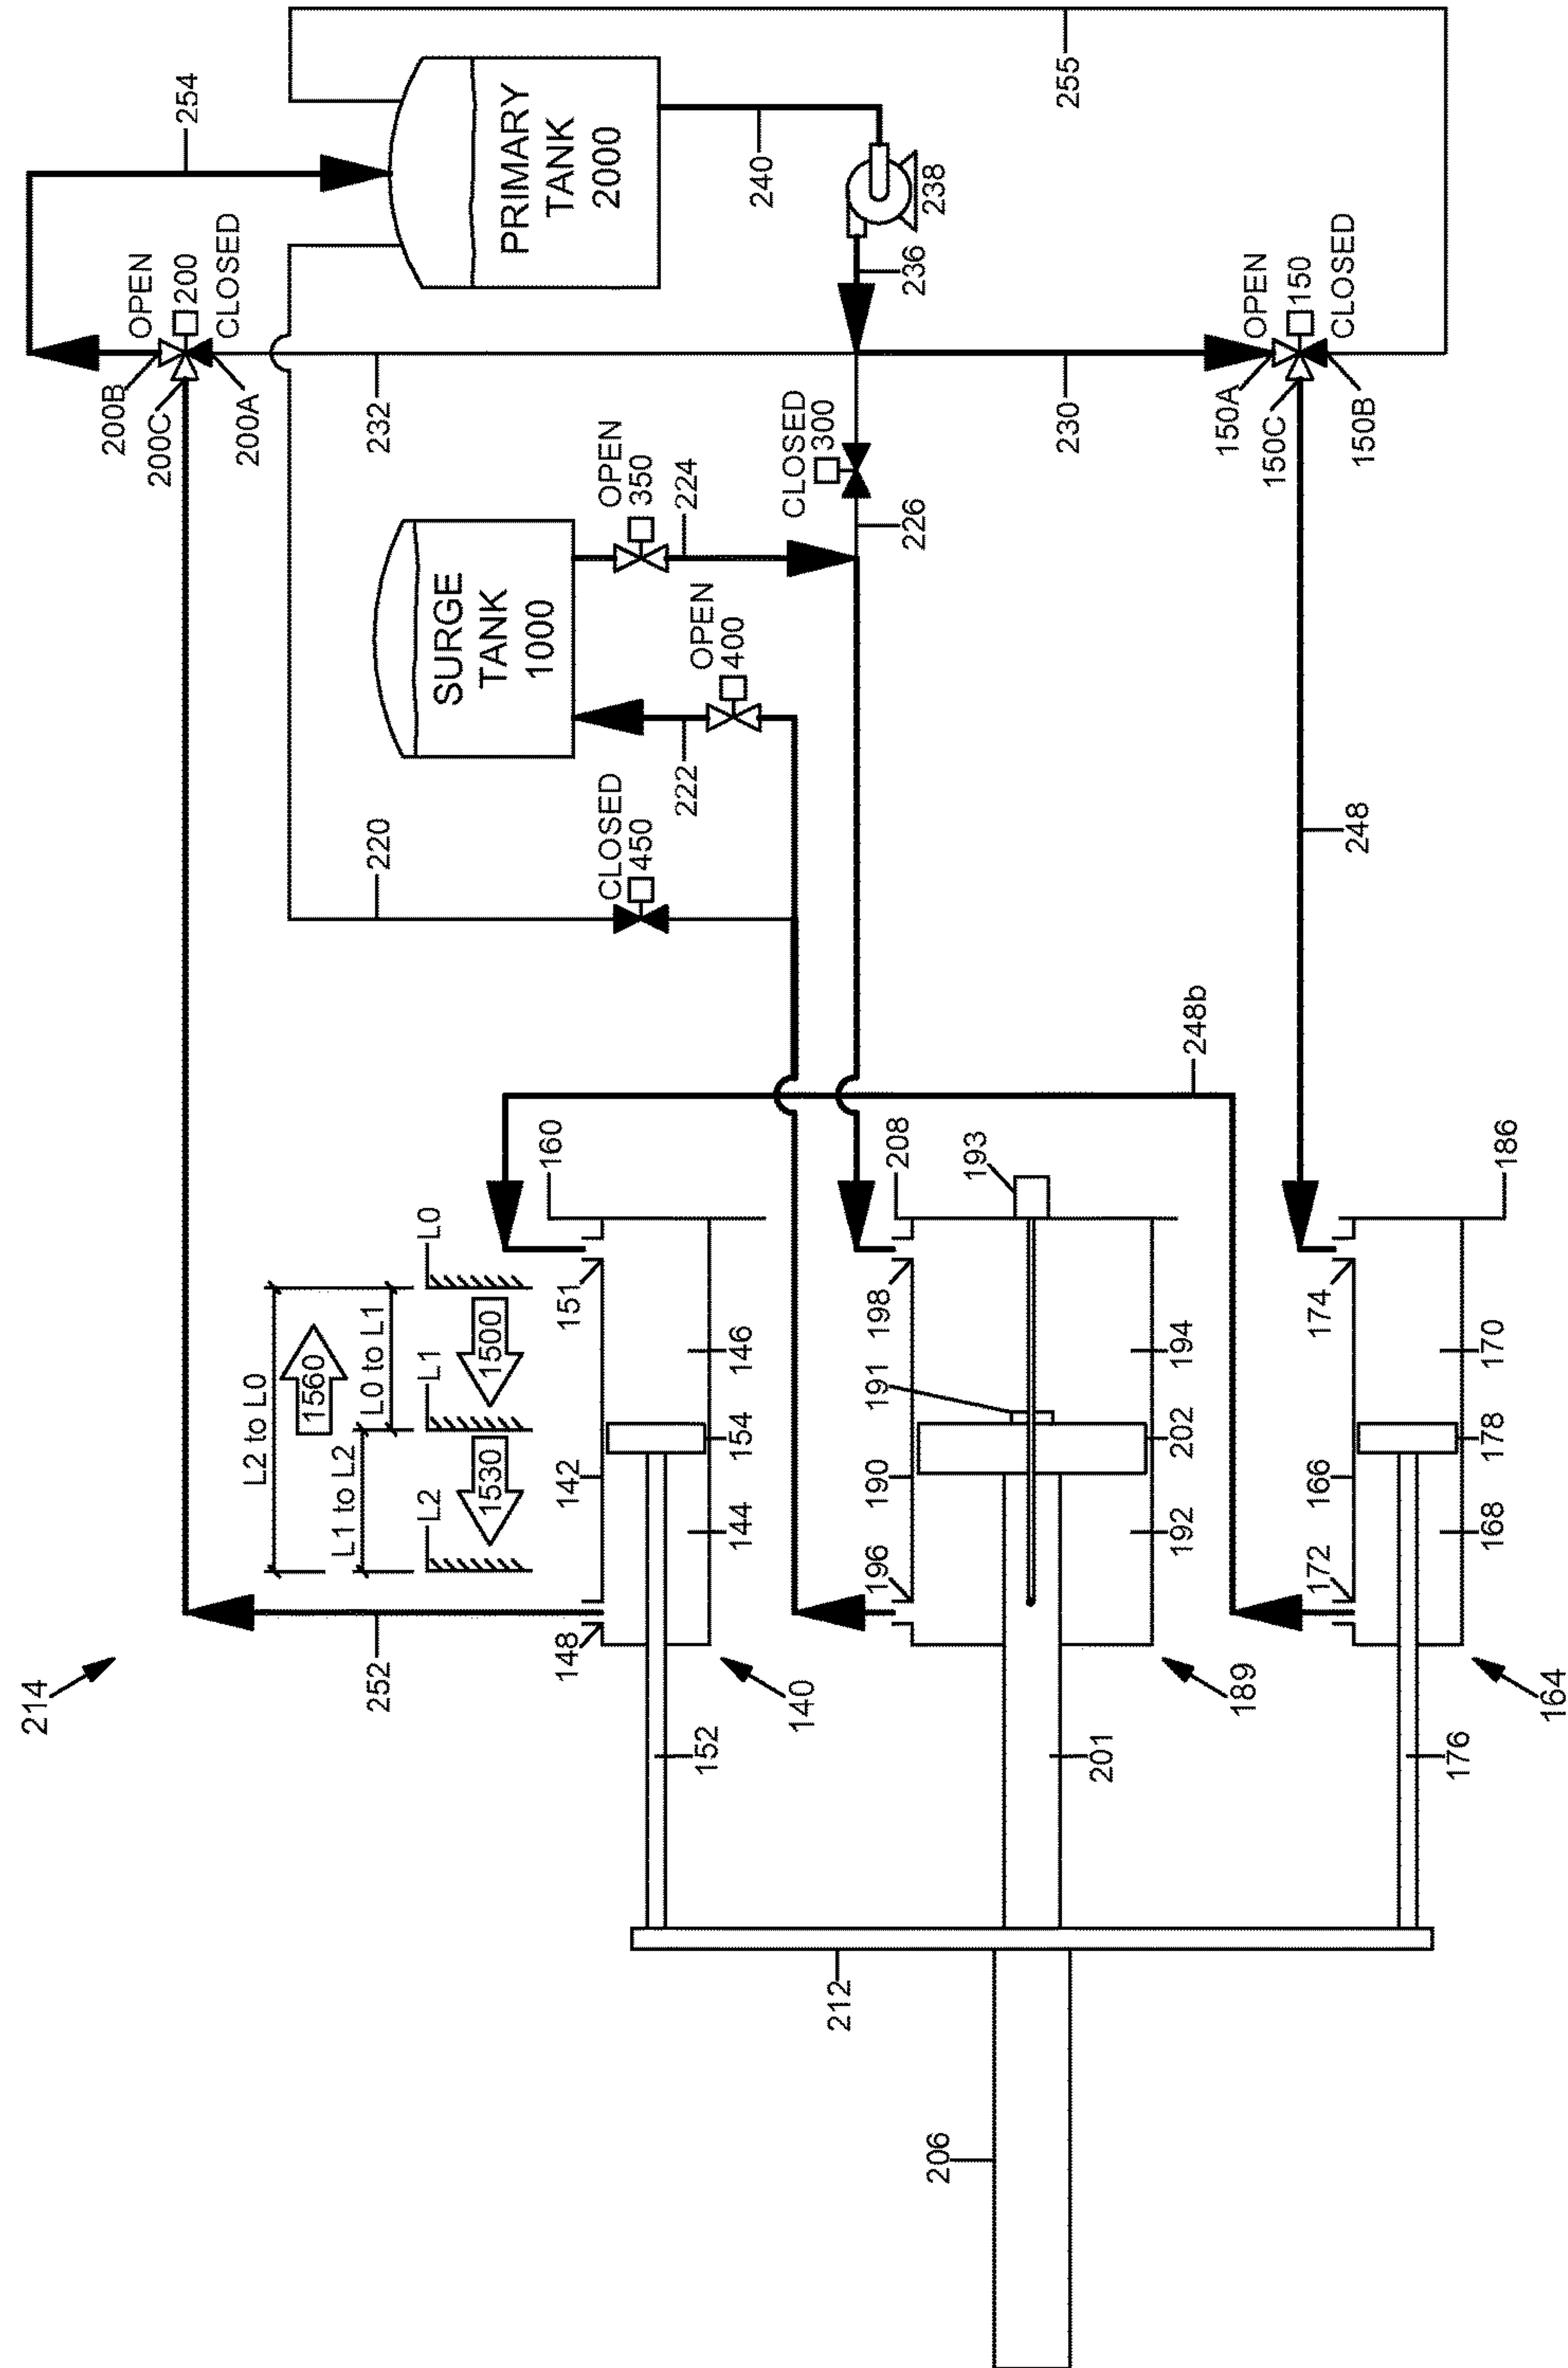 214
252
254
200B
OPEN
200
CLOSED
200C
200A
232
220
CLOSED
450
SURGE
TANK
1000
PRIMARY
TANK
2000
255
240
238
236
OPEN
350
224
OPEN
400
222
CLOSED
300
226
230
OPEN
150
CLOSED
150A
150C
150B
248
248b
L2 to L0
1560
L1 to L2
L0 to L1
L2
L1
L0
1530
1500
148
142
151
160
144
154
146
140
152
196
190
191
198
208
193
192
202
194
189
201
172
166
174
186
168
178
170
164
176
212
206